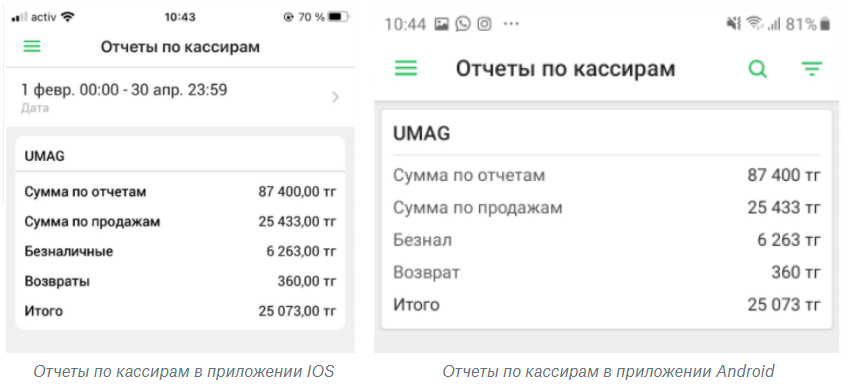 activ 10:43 70 %
Отчеты по кассирам
1 февр. 00:00 - 30 апр. 23:59
Дата
UMAG
Сумма по отчетам 87 400,00 тг
Сумма по продажам 25 433,00 тг
Безналичные 6 263,00 тг
Возвраты 360,00 тг
Итого 25 073,00 тг
Отчеты по кассирам в приложении IOS
10:44 81%
Отчеты по кассирам
UMAG
Сумма по отчетам 87 400 тг
Сумма по продажам 25 433 тг
Безнал 6 263 тг
Возврат 360 тг
Итого 25 073 тг
Отчеты по кассирам в приложении Android